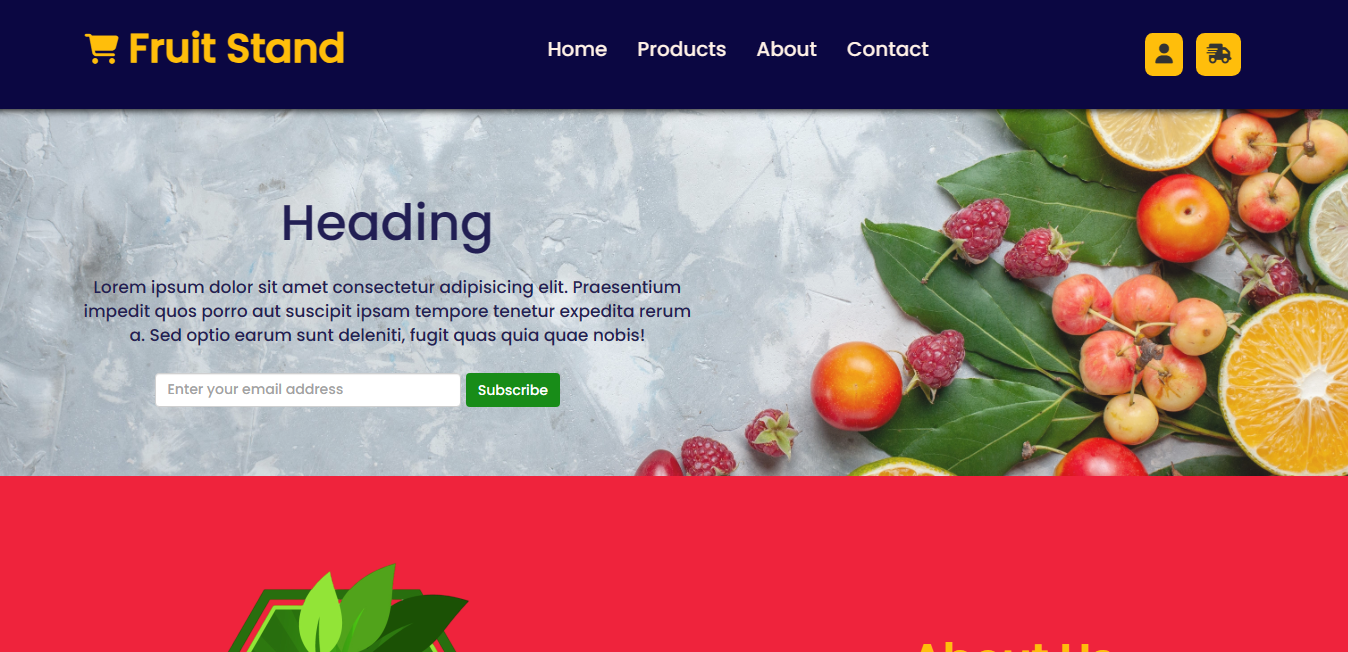 Fruit Stand
Home Products About Contact
Heading
Lorem ipsum dolor sit amet consectetur adipisicing elit. Praesentium
impedit quos porro aut suscipit ipsam tempore tenetur expedita rerum
a. Sed optio earum sunt deleniti, fugit quas quia quae nobis!
Enter your email address Subscribe
About Us